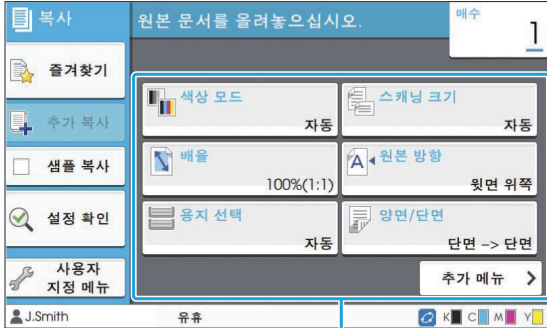 복사
원본 문서를 올려놓으십시오.
매수
1
즐겨찾기
추가 복사
샘플 복사
설정 확인
사용자
지정 메뉴
색상 모드
자동
스캐닝 크기
자동
배율
100%(1:1)
원본 방향
A
윗면 위쪽
용지 선택
자동
양면/단면
단면 -> 단면
추가 메뉴
J.Smith
유휴
K C M Y